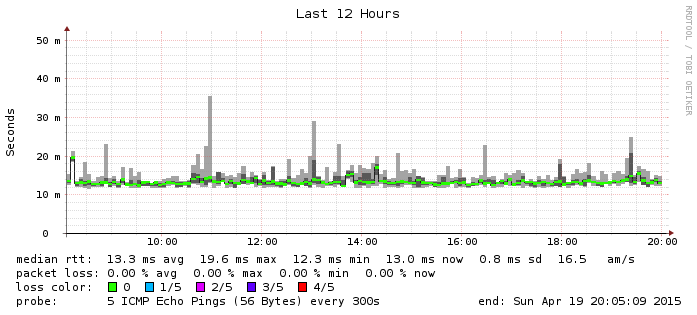 Last 12 Hours
RRDTOOL / TOBI OETIKER
Seconds
50 m
40 m
30 m
20 m
10 m
0
10:00 12:00 14:00 16:00 18:00 20:00
median rtt: 13.3 ms avg 19.6 ms max 12.3 ms min 13.0 ms now 0.8 ms sd 16.5 am/s
packet loss: 0.00 % avg 0.00 % max 0.00 % min 0.00 % now
loss color: 0 1/5 2/5 3/5 4/5
probe: 5 ICMP Echo Pings (56 Bytes) every 300s end: Sun Apr 19 20:05:09 2015